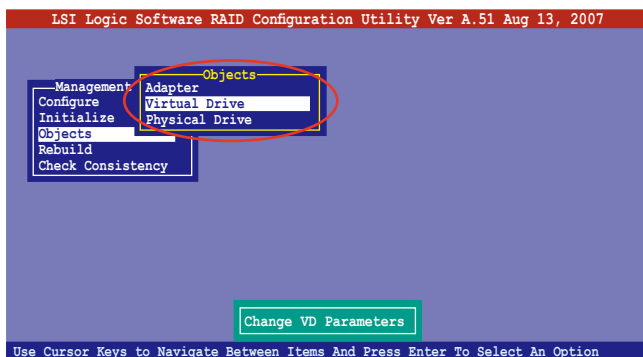 LSI Logic Software RAID Configuration Utility Ver A.51 Aug 13, 2007
Management
Configure
Initialize
Objects
Rebuild
Check Consistency
Objects
Adapter
Virtual Drive
Physical Drive
Change VD Parameters
Use Cursor Keys to Navigate Between Items And Press Enter To Select An Option